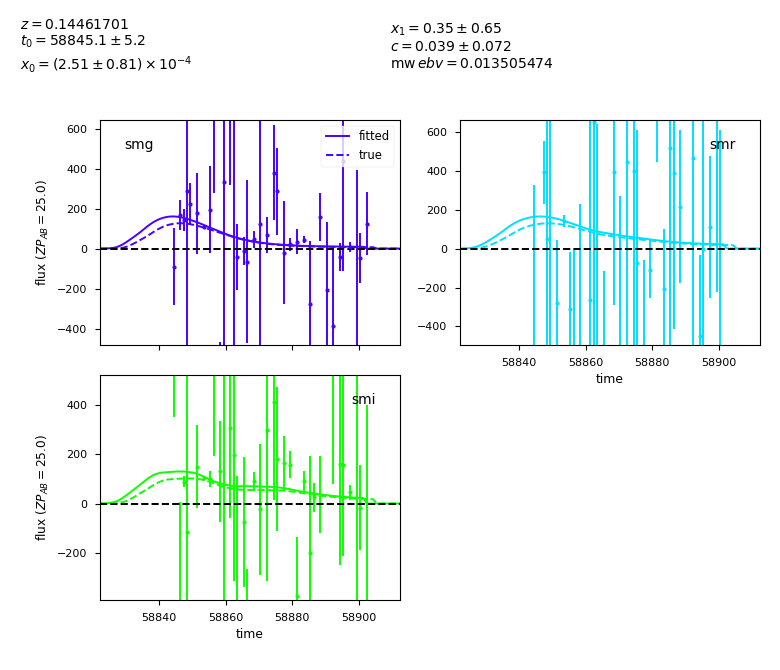 z = 0.14461701
t₀ = 58845.1 ± 5.2
x₀ = (2.51 ± 0.81) × 10⁻⁴
x₁ = 0.35 ± 0.65
c = 0.039 ± 0.072
mw ebv = 0.013505474
smg
fitted
true
600
400
200
0
−200
−400
flux (ZP_AB = 25.0)
smr
600
400
200
0
−200
−400
58840 58860 58880 58900
time
smi
400
200
0
−200
flux (ZP_AB = 25.0)
58840 58860 58880 58900
time